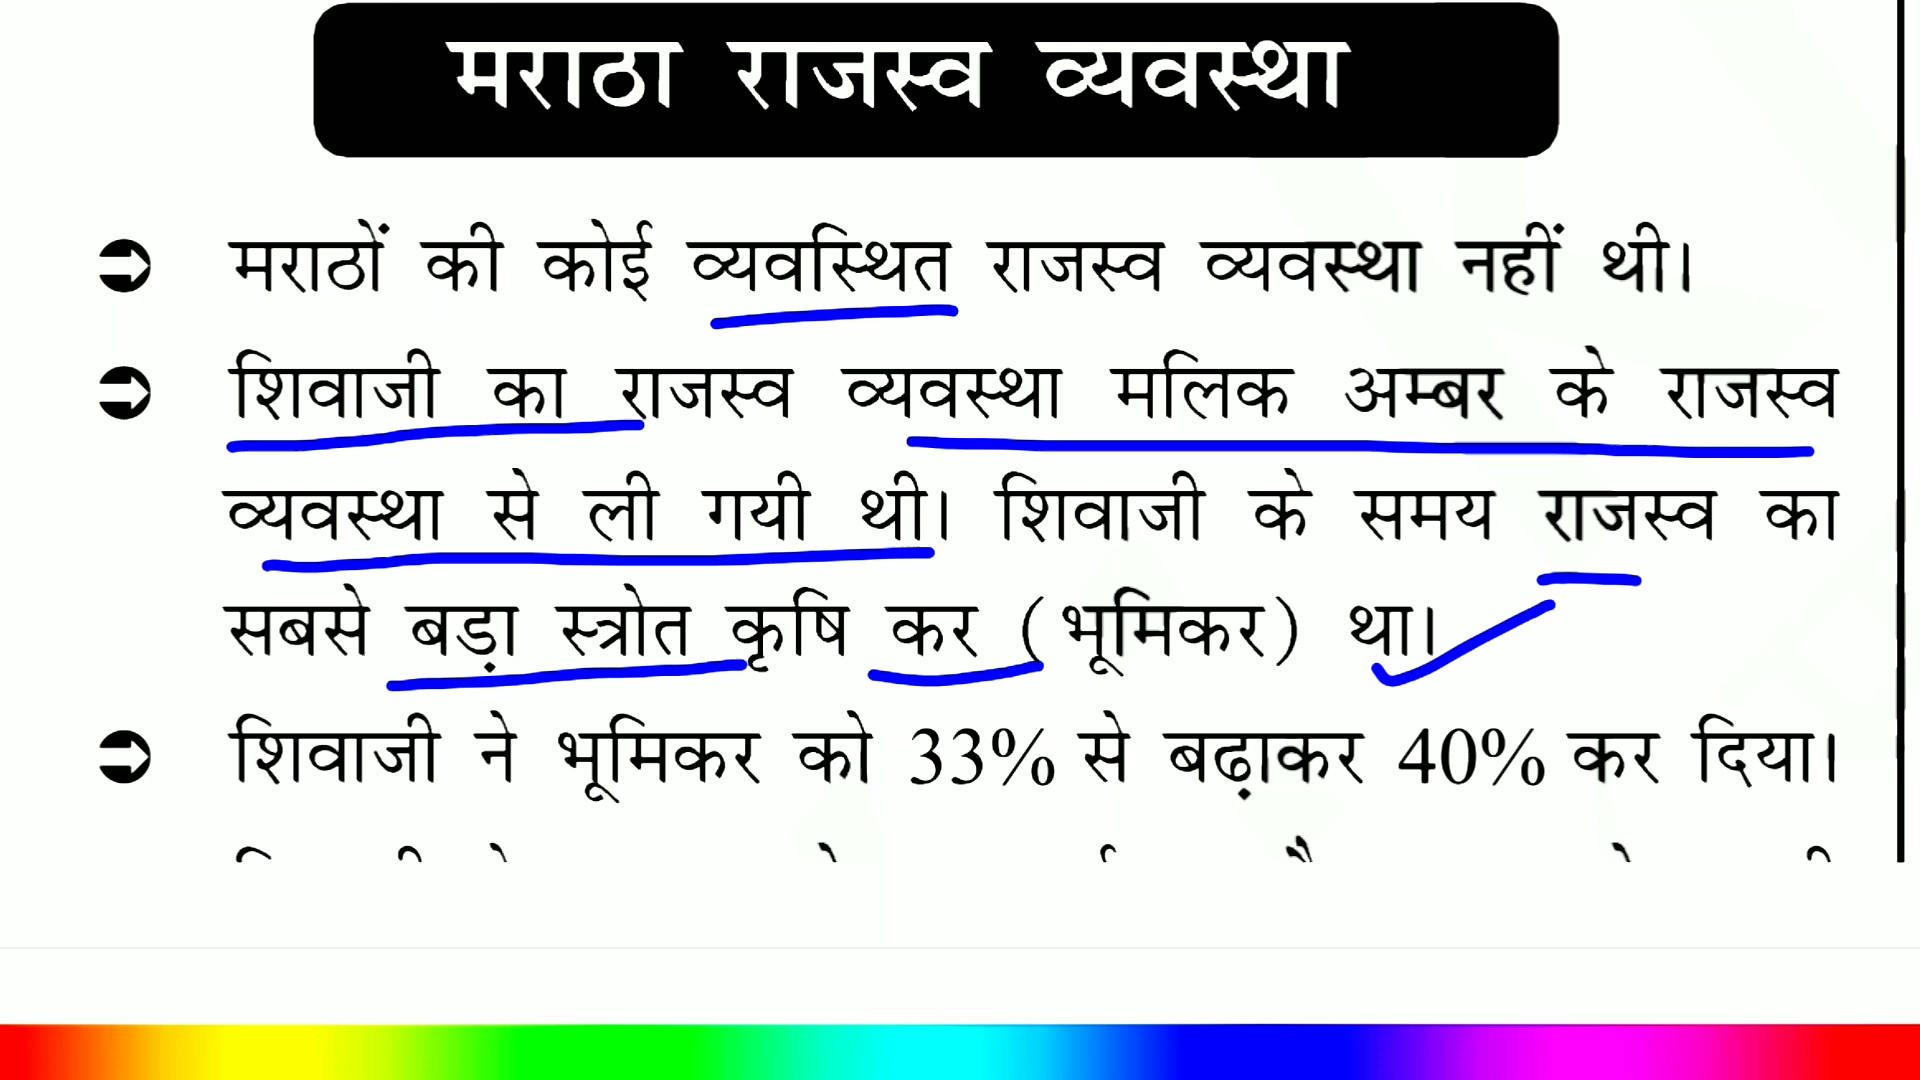 मराठा राजस्व व्यवस्था
मराठों की कोई व्यवस्थित राजस्व व्यवस्था नहीं थी।
शिवाजी का राजस्व व्यवस्था मलिक अम्बर के राजस्व
व्यवस्था से ली गयी थी। शिवाजी के समय राजस्व का
सबसे बड़ा स्त्रोत कृषि कर (भूमिकर) था।
शिवाजी ने भूमिकर को 33% से बढ़ाकर 40% कर दिया।